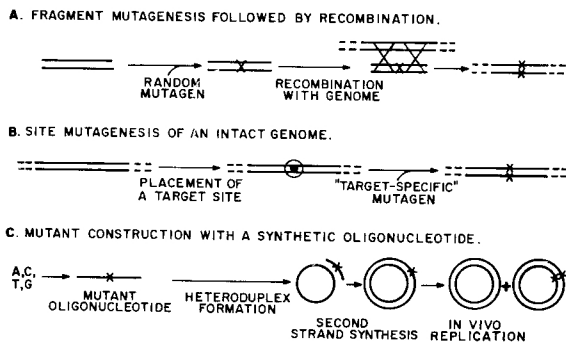 A. FRAGMENT MUTAGENESIS FOLLOWED BY RECOMBINATION.
RANDOM
MUTAGEN
RECOMBINATION
WITH GENOME
B. SITE MUTAGENESIS OF AN INTACT GENOME.
PLACEMENT OF
A TARGET SITE
"TARGET-SPECIFIC"
MUTAGEN
C. MUTANT CONSTRUCTION WITH A SYNTHETIC OLIGONUCLEOTIDE.
A,C,
T,G
MUTANT
OLIGONUCLEOTIDE
HETERODUPLEX
FORMATION
SECOND
STRAND SYNTHESIS
+
IN VIVO
REPLICATION